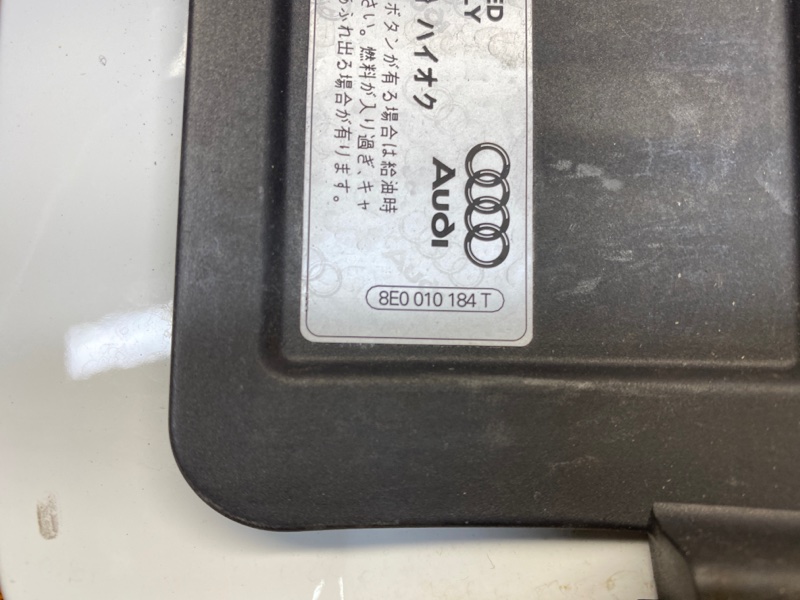 ED
LY
ハイオク
ボタンが有る場合は給油時
さい。燃料が入り過ぎ、キャ
ふれ出る場合が有ります。
Audi
8E0 010 184 T